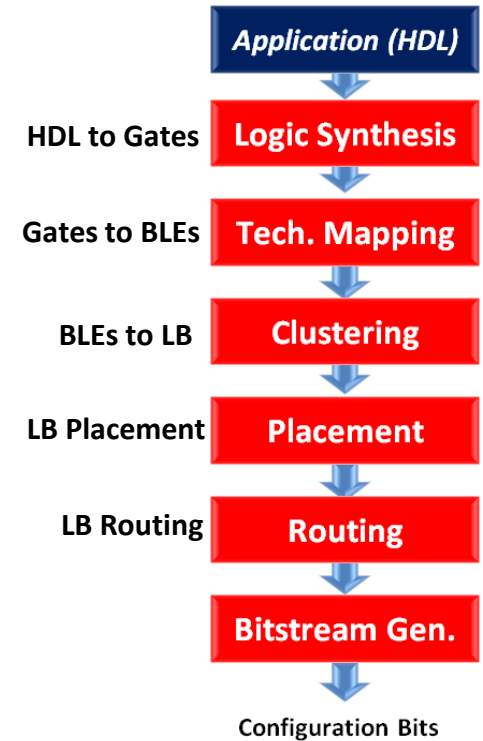 Application (HDL)
HDL to Gates
Logic Synthesis
Gates to BLEs
Tech. Mapping
BLEs to LB
Clustering
LB Placement
Placement
LB Routing
Routing
Bitstream Gen.
Configuration Bits